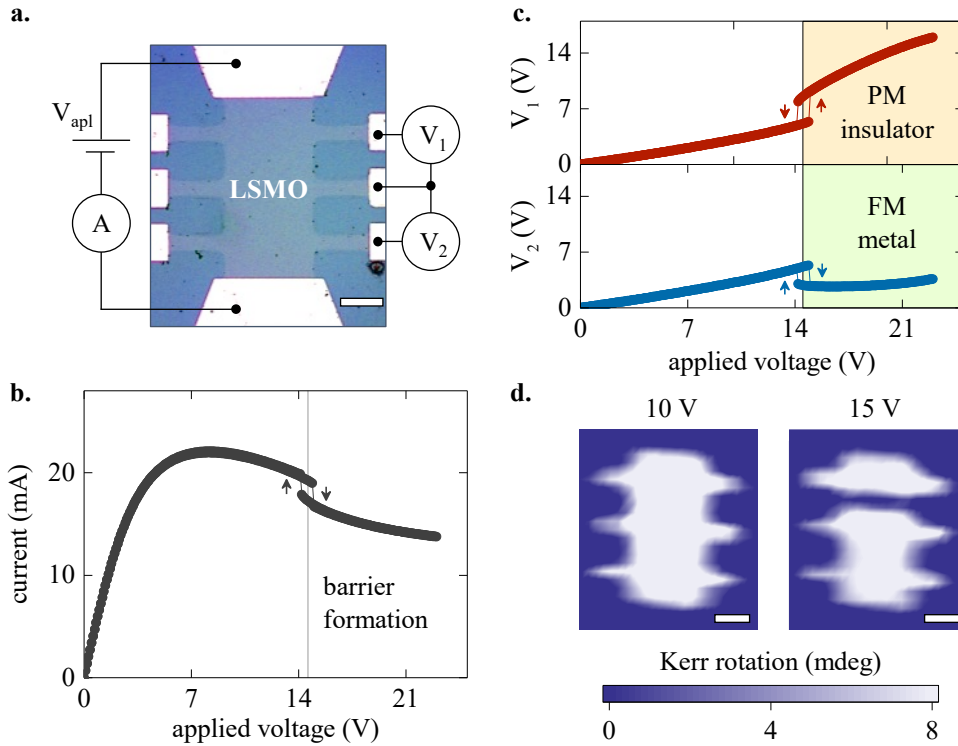 a.
V_apl
A
LSMO
V_1
V_2
b.
current (mA)
20
10
0
0 7 14 21
applied voltage (V)
barrier
formation
c.
V_1 (V)
14
7
0
PM
insulator
V_2 (V)
14
7
0
FM
metal
0 7 14 21
applied voltage (V)
d.
10 V 15 V
Kerr rotation (mdeg)
0 4 8